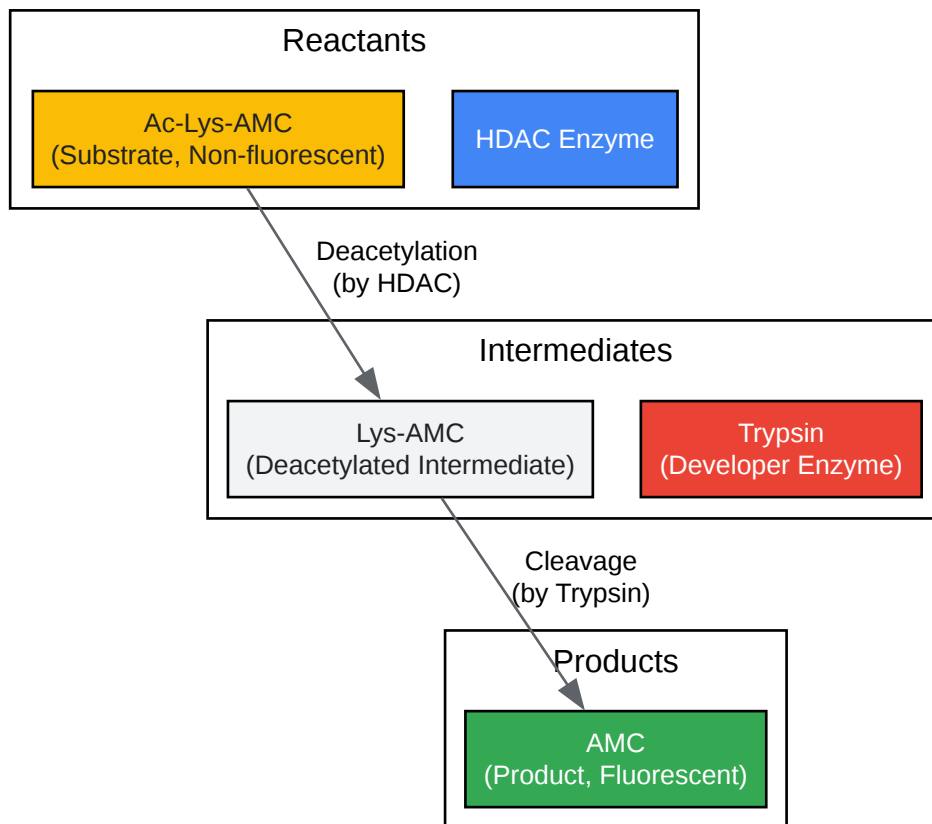 Reactants
Ac-Lys-AMC
(Substrate, Non-fluorescent)
HDAC Enzyme
Deacetylation
(by HDAC)
Intermediates
Lys-AMC
(Deacetylated Intermediate)
Trypsin
(Developer Enzyme)
Cleavage
(by Trypsin)
Products
AMC
(Product, Fluorescent)